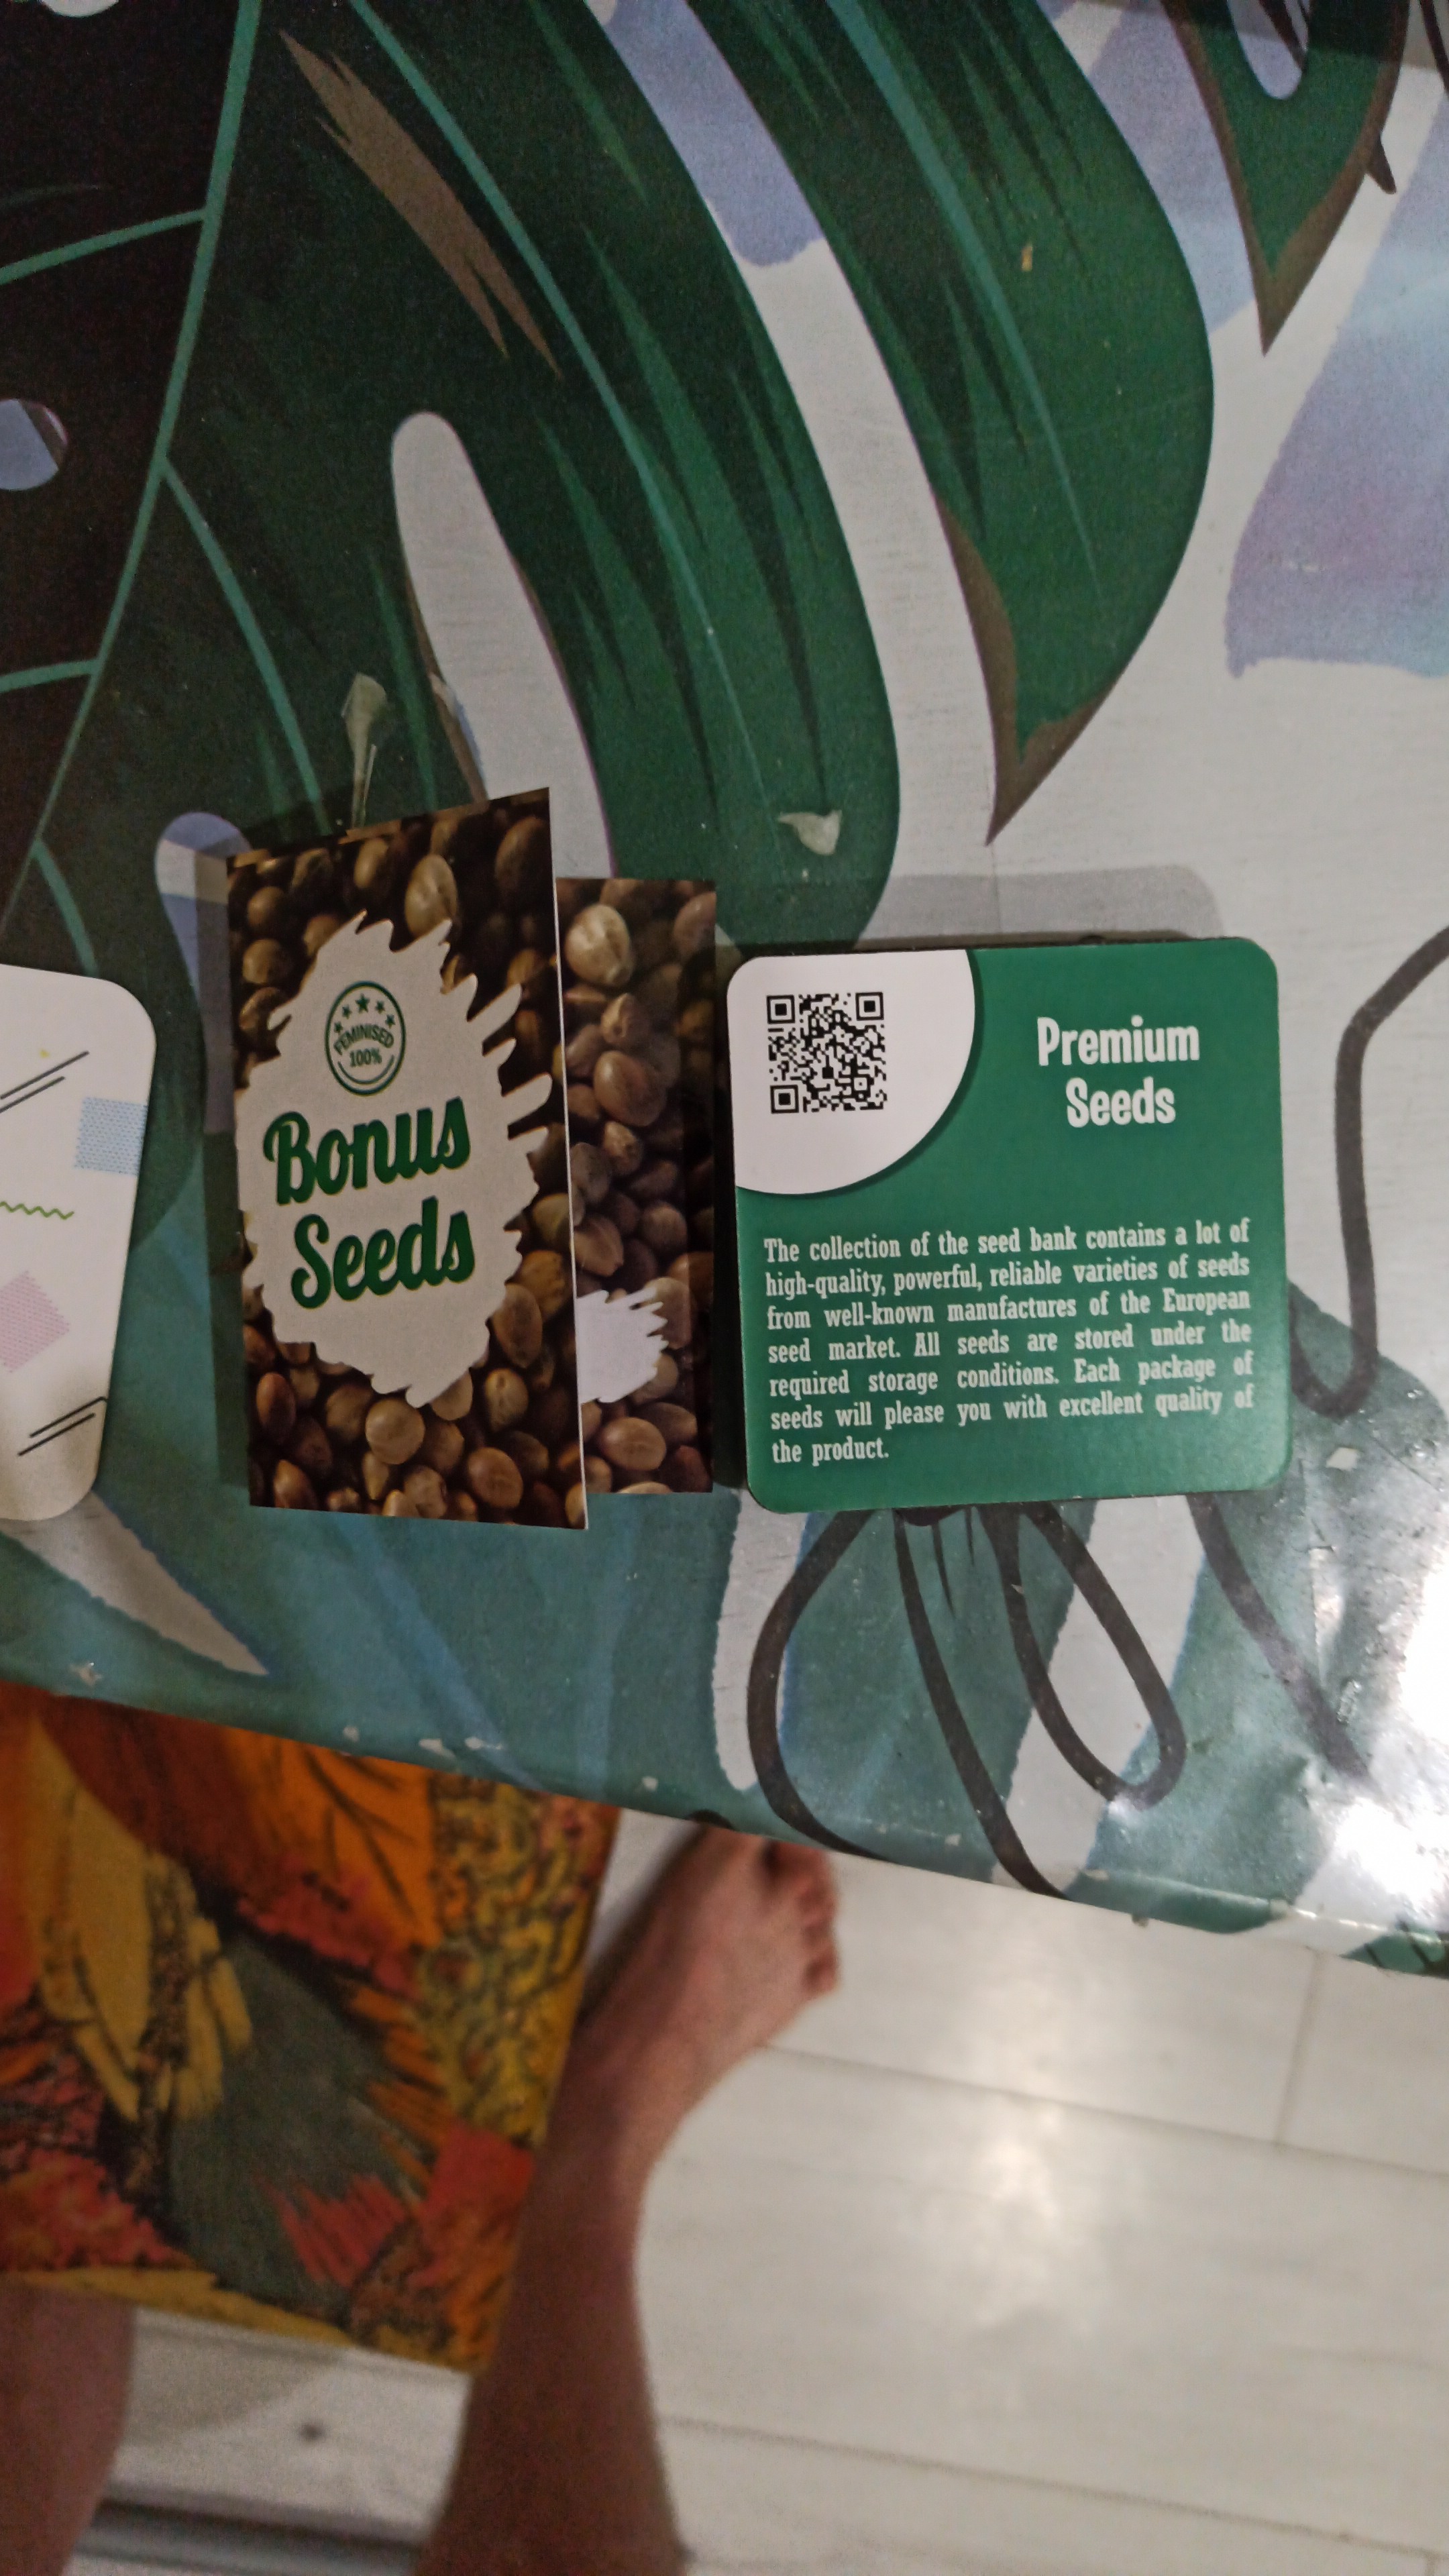 FEMINISED
100%
Bonus
Seeds
Premium
Seeds
The collection of the seed bank contains a lot of
high-quality, powerful, reliable varieties of seeds
from well-known manufactures of the European
seed market. All seeds are stored under the
required storage conditions. Each package of
seeds will please you with excellent quality of
the product.